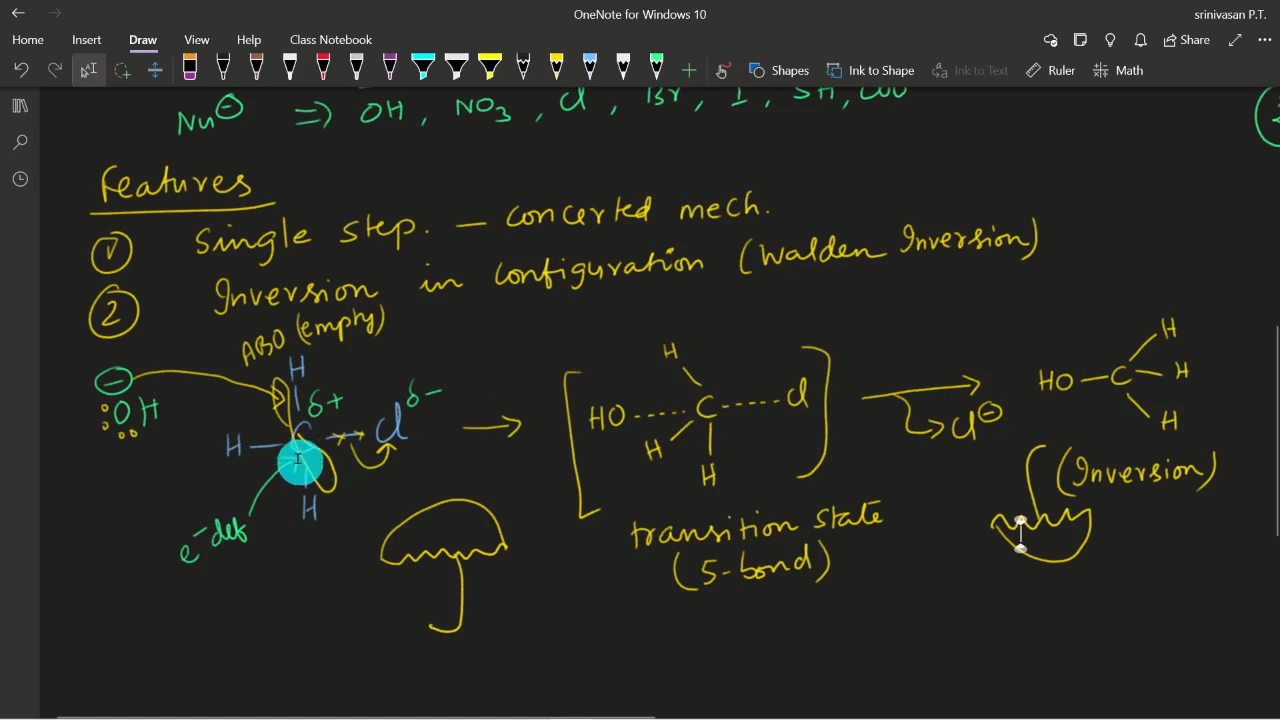 OneNote for Windows 10
srinivasan P.T.
Home Insert Draw View Help Class Notebook
Share
Shapes Ink to Shape Ink to Text Ruler Math
Nu⊖ ⇒ OH, NO3, Cl, Br, I, SH,
Features
① Single step. — concerted mech.
② Inversion in configuration (Walden Inversion)
ABO (empty)
⊖
:OH
H
δ+
δ−
H — C — Cl
H
e⁻ def
→
[ H
HO ----- C ----- Cl
H
H ]
transition state
(5-bond)
→
Cl⊖
H
HO — C — H
H
(Inversion)